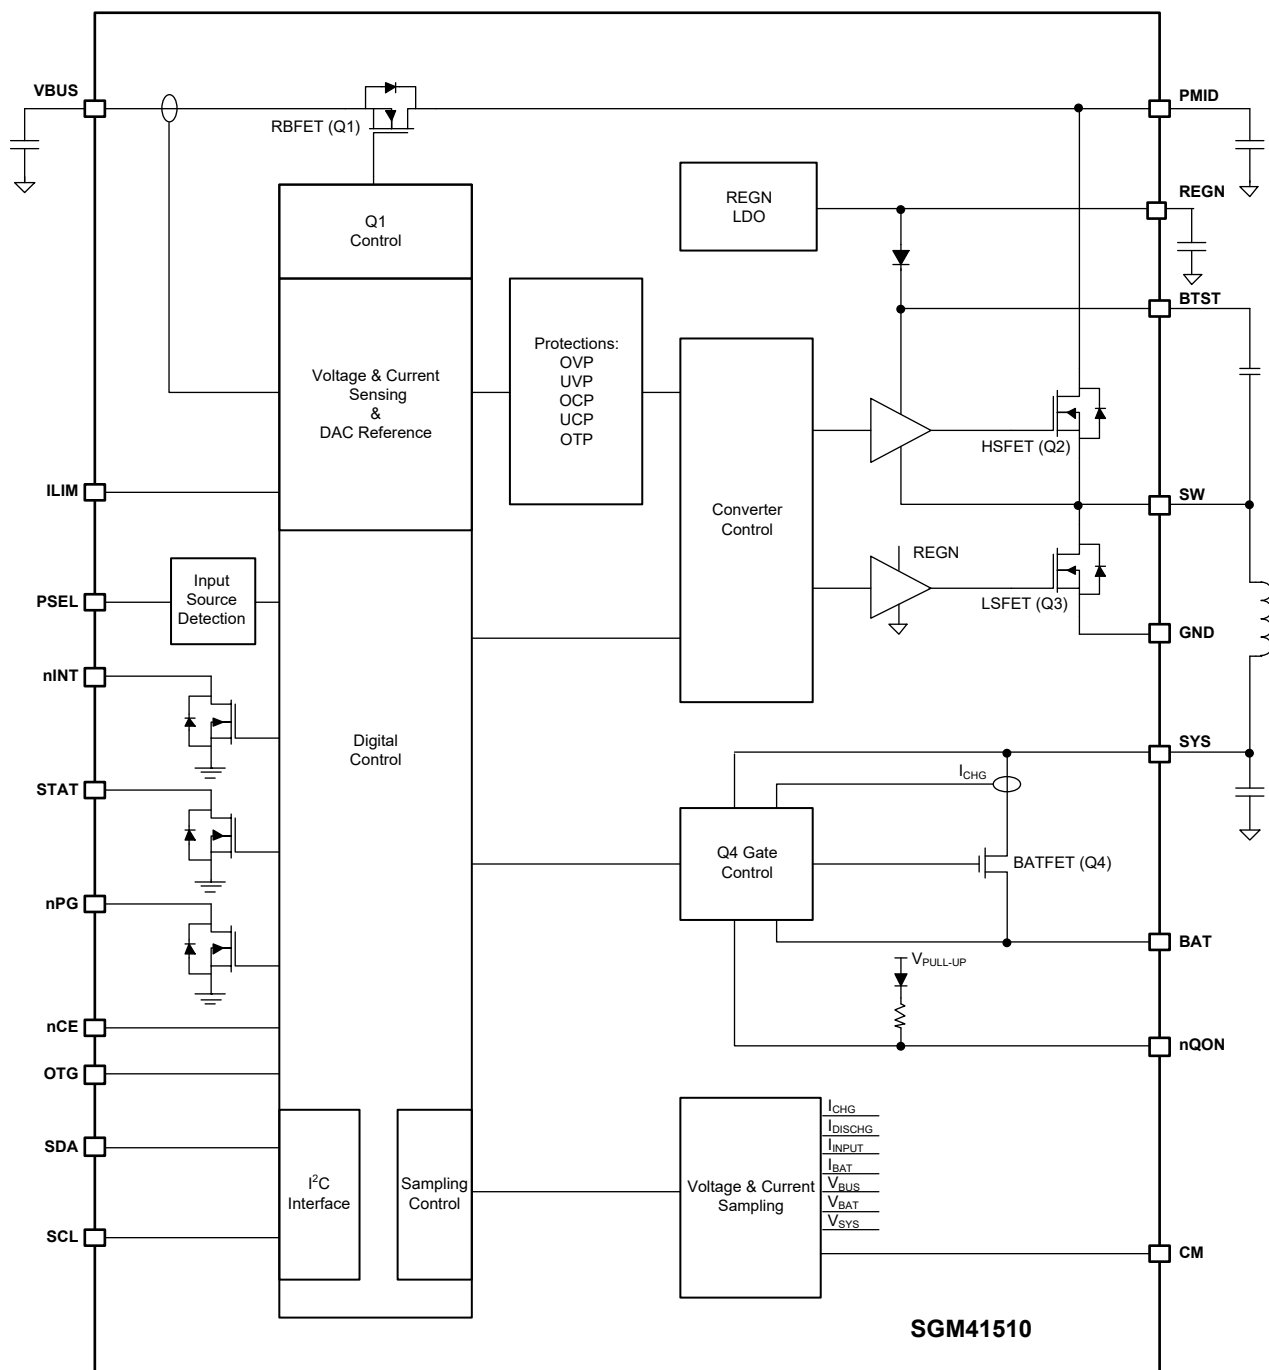 VBUS
PMID
RBFET (Q1)
REGN
LDO
REGN
Q1
Control
BTST
Protections:
OVP
UVP
OCP
UCP
OTP
Voltage & Current
Sensing
&
DAC Reference
HSFET (Q2)
ILIM
SW
Converter
Control
REGN
Input
Source
Detection
PSEL
LSFET (Q3)
GND
nINT
Digital
Control
SYS
ICHG
STAT
Q4 Gate
Control
BATFET (Q4)
nPG
BAT
VPULL-UP
nCE
nQON
OTG
ICHG
IDISCHG
IINPUT
IBAT
VBUS
VBAT
VSYS
SDA
I2C
Interface
Sampling
Control
Voltage & Current
Sampling
SCL
CM
SGM41510